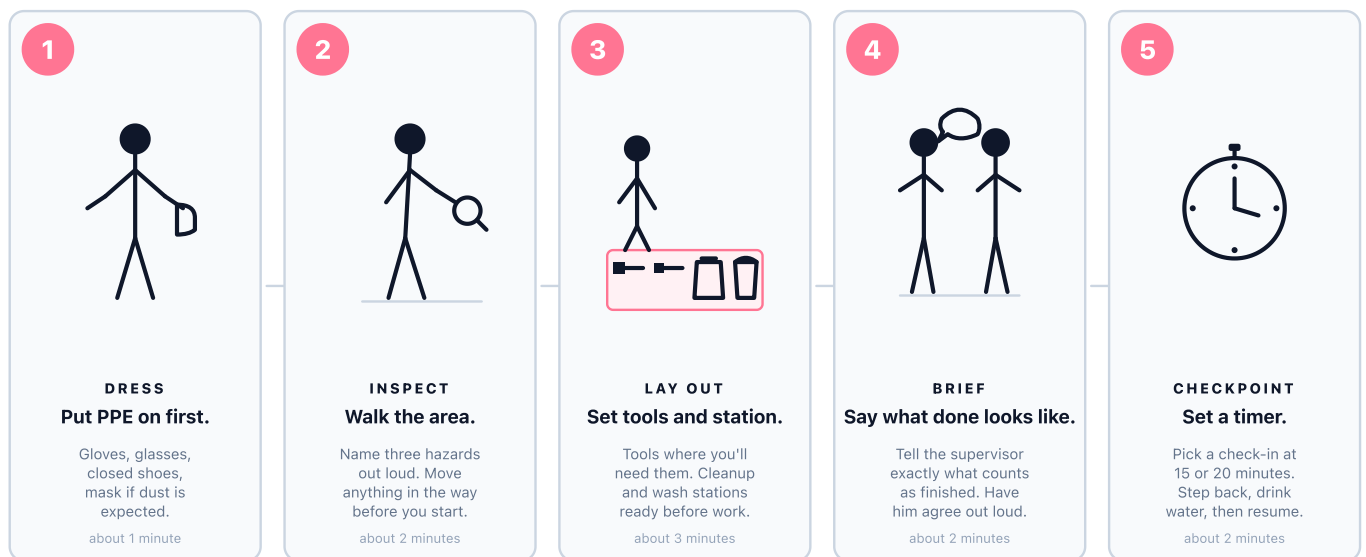 1
DRESS
Put PPE on first.
Gloves, glasses,
closed shoes,
mask if dust is
expected.
about 1 minute
2
INSPECT
Walk the area.
Name three hazards
out loud. Move
anything in the way
before you start.
about 2 minutes
3
LAY OUT
Set tools and station.
Tools where you'll
need them. Cleanup
and wash stations
ready before work.
about 3 minutes
4
BRIEF
Say what done looks like.
Tell the supervisor
exactly what counts
as finished. Have
him agree out loud.
about 2 minutes
5
CHECKPOINT
Set a timer.
Pick a check-in at
15 or 20 minutes.
Step back, drink
water, then resume.
about 2 minutes